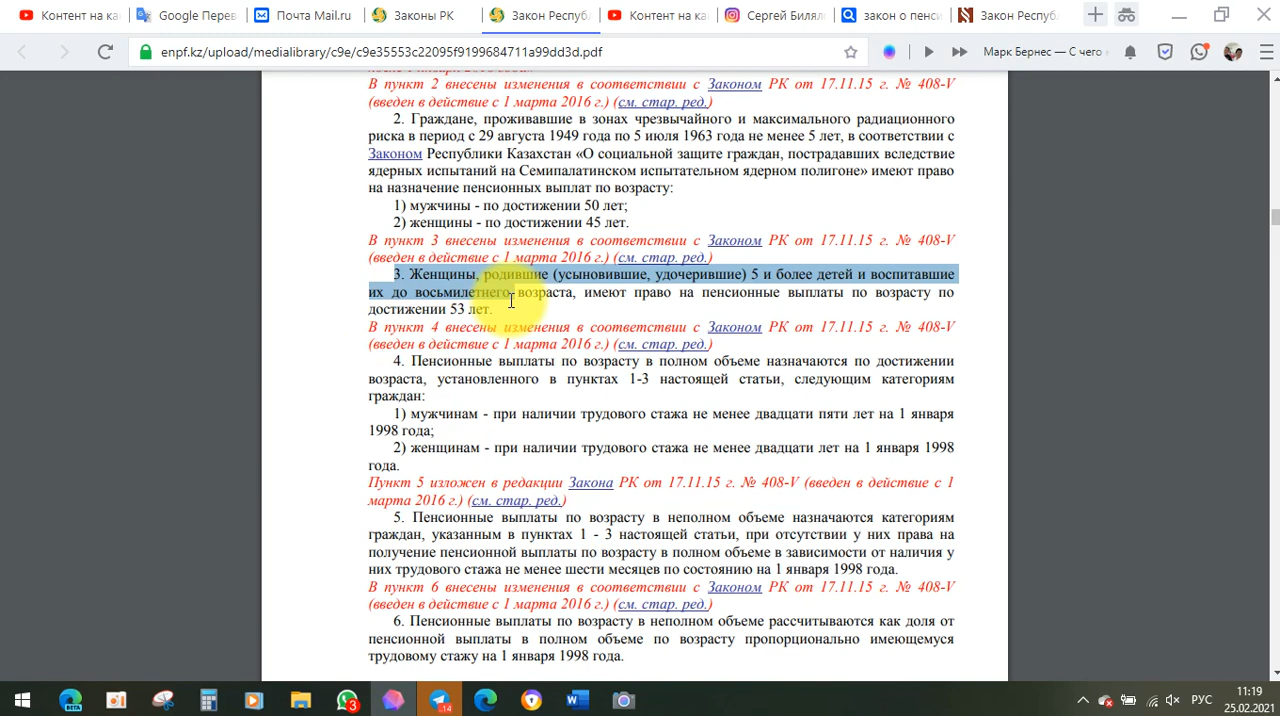 Контент на ка
Google Перев
Почта Mail.ru
Законы РК
Закон Респуб
Контент на ка
Сергей Билял
закон о пенси
Закон Республ
enpf.kz/upload/medialibrary/c9e/c9e35553c22095f9199684711a99dd3d.pdf
Марк Бернес — С чего
В пункт 2 внесены изменения в соответствии с Законом РК от 17.11.15 г. № 408-V
(введен в действие с 1 марта 2016 г.) (см. стар. ред.)
2. Граждане, проживавшие в зонах чрезвычайного и максимального радиационного
риска в период с 29 августа 1949 года по 5 июля 1963 года не менее 5 лет, в соответствии с
Законом Республики Казахстан «О социальной защите граждан, пострадавших вследствие
ядерных испытаний на Семипалатинском испытательном ядерном полигоне» имеют право
на назначение пенсионных выплат по возрасту:
1) мужчины - по достижении 50 лет;
2) женщины - по достижении 45 лет.
В пункт 3 внесены изменения в соответствии с Законом РК от 17.11.15 г. № 408-V
(введен в действие с 1 марта 2016 г.) (см. стар. ред.)
3. Женщины, родившие (усыновившие, удочерившие) 5 и более детей и воспитавшие
их до восьмилетнего возраста, имеют право на пенсионные выплаты по возрасту по
достижении 53 лет.
В пункт 4 внесены изменения в соответствии с Законом РК от 17.11.15 г. № 408-V
(введен в действие с 1 марта 2016 г.) (см. стар. ред.)
4. Пенсионные выплаты по возрасту в полном объеме назначаются по достижении
возраста, установленного в пунктах 1-3 настоящей статьи, следующим категориям
граждан:
1) мужчинам - при наличии трудового стажа не менее двадцати пяти лет на 1 января
1998 года;
2) женщинам - при наличии трудового стажа не менее двадцати лет на 1 января 1998
года.
Пункт 5 изложен в редакции Закона РК от 17.11.15 г. № 408-V (введен в действие с 1
марта 2016 г.) (см. стар. ред.)
5. Пенсионные выплаты по возрасту в неполном объеме назначаются категориям
граждан, указанным в пунктах 1 - 3 настоящей статьи, при отсутствии у них права на
получение пенсионной выплаты по возрасту в полном объеме в зависимости от наличия у
них трудового стажа не менее шести месяцев по состоянию на 1 января 1998 года.
В пункт 6 внесены изменения в соответствии с Законом РК от 17.11.15 г. № 408-V
(введен в действие с 1 марта 2016 г.) (см. стар. ред.)
6. Пенсионные выплаты по возрасту в неполном объеме рассчитываются как доля от
пенсионной выплаты в полном объеме по возрасту пропорционально имеющемуся
трудовому стажу на 1 января 1998 года.
BETA
3
14
РУС
11:19
25.02.2021